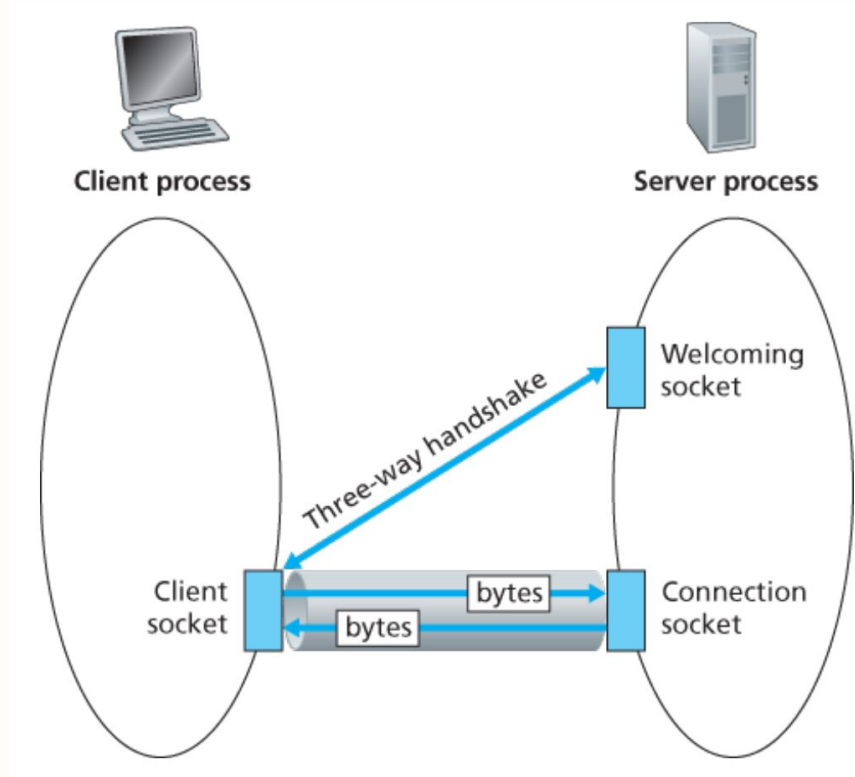 Client process
Server process
Welcoming
socket
Three-way handshake
Client
socket
bytes
bytes
Connection
socket